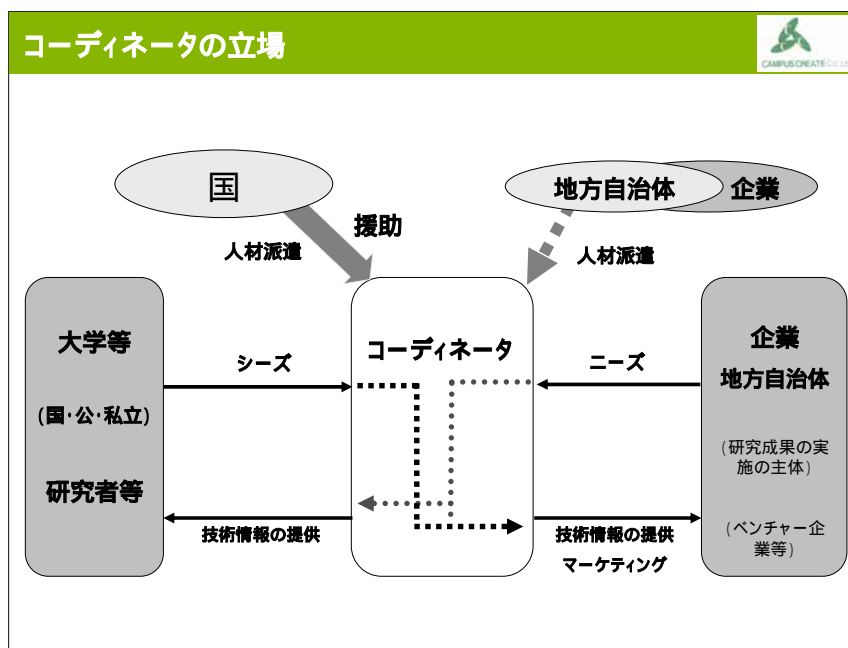 コーディネータの立場
CAMPUS CREATE
国
地方自治体
企業
援助
人材派遣
人材派遣
大学等
(国・公・私立)
研究者等
シーズ
コーディネータ
ニーズ
企業
地方自治体
(研究成果の実
施の主体)
(ベンチャー企
業等)
技術情報の提供
技術情報の提供
マーケティング